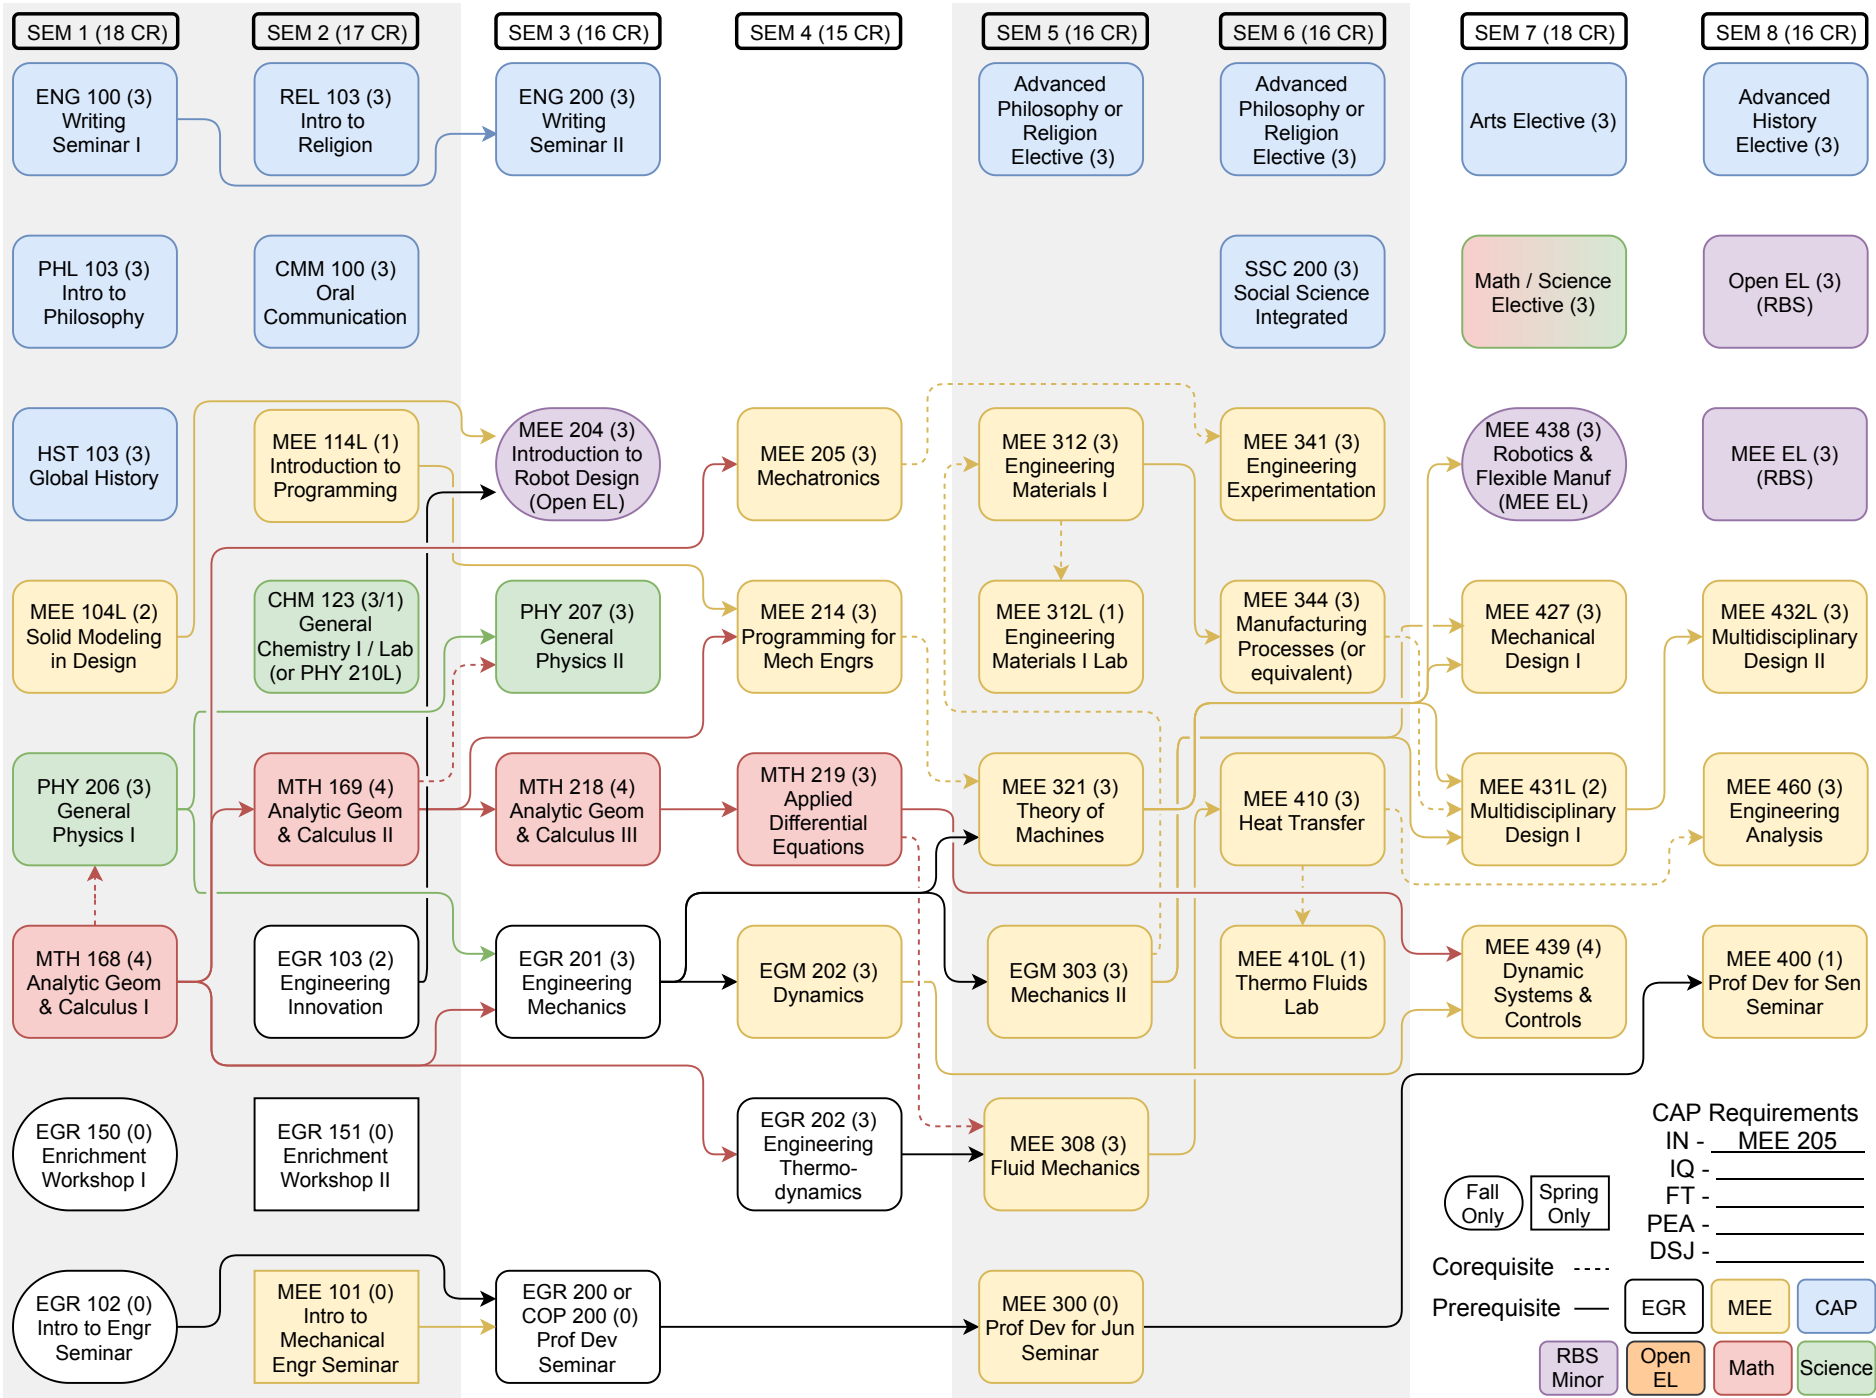 SEM 1 (18 CR)
SEM 2 (17 CR)
SEM 3 (16 CR)
SEM 4 (15 CR)
SEM 5 (16 CR)
SEM 6 (16 CR)
SEM 7 (18 CR)
SEM 8 (16 CR)
ENG 100 (3)
Writing
Seminar I
REL 103 (3)
Intro to
Religion
ENG 200 (3)
Writing
Seminar II
Advanced
Philosophy or
Religion
Elective (3)
Advanced
Philosophy or
Religion
Elective (3)
Arts Elective (3)
Advanced
History
Elective (3)
PHL 103 (3)
Intro to
Philosophy
CMM 100 (3)
Oral
Communication
SSC 200 (3)
Social Science
Integrated
Math / Science
Elective (3)
Open EL (3)
(RBS)
HST 103 (3)
Global History
MEE 114L (1)
Introduction to
Programming
MEE 204 (3)
Introduction to
Robot Design
(Open EL)
MEE 205 (3)
Mechatronics
MEE 312 (3)
Engineering
Materials I
MEE 341 (3)
Engineering
Experimentation
MEE 438 (3)
Robotics &
Flexible Manuf
(MEE EL)
MEE EL (3)
(RBS)
MEE 104L (2)
Solid Modeling
in Design
CHM 123 (3/1)
General
Chemistry I / Lab
(or PHY 210L)
PHY 207 (3)
General
Physics II
MEE 214 (3)
Programming for
Mech Engrs
MEE 312L (1)
Engineering
Materials I Lab
MEE 344 (3)
Manufacturing
Processes (or
equivalent)
MEE 427 (3)
Mechanical
Design I
MEE 432L (3)
Multidisciplinary
Design II
PHY 206 (3)
General
Physics I
MTH 169 (4)
Analytic Geom
& Calculus II
MTH 218 (4)
Analytic Geom
& Calculus III
MTH 219 (3)
Applied
Differential
Equations
MEE 321 (3)
Theory of
Machines
MEE 410 (3)
Heat Transfer
MEE 431L (2)
Multidisciplinary
Design I
MEE 460 (3)
Engineering
Analysis
MTH 168 (4)
Analytic Geom
& Calculus I
EGR 103 (2)
Engineering
Innovation
EGR 201 (3)
Engineering
Mechanics
EGM 202 (3)
Dynamics
EGM 303 (3)
Mechanics II
MEE 410L (1)
Thermo Fluids
Lab
MEE 439 (4)
Dynamic
Systems &
Controls
MEE 400 (1)
Prof Dev for Sen
Seminar
EGR 150 (0)
Enrichment
Workshop I
EGR 151 (0)
Enrichment
Workshop II
EGR 202 (3)
Engineering
Thermo-
dynamics
MEE 308 (3)
Fluid Mechanics
Fall
Only
Spring
Only
CAP Requirements
IN - MEE 205
IQ -
FT -
PEA -
DSJ -
EGR 102 (0)
Intro to Engr
Seminar
MEE 101 (0)
Intro to
Mechanical
Engr Seminar
EGR 200 or
COP 200 (0)
Prof Dev
Seminar
MEE 300 (0)
Prof Dev for Jun
Seminar
Corequisite
Prerequisite
EGR
MEE
CAP
RBS
Minor
Open
EL
Math
Science